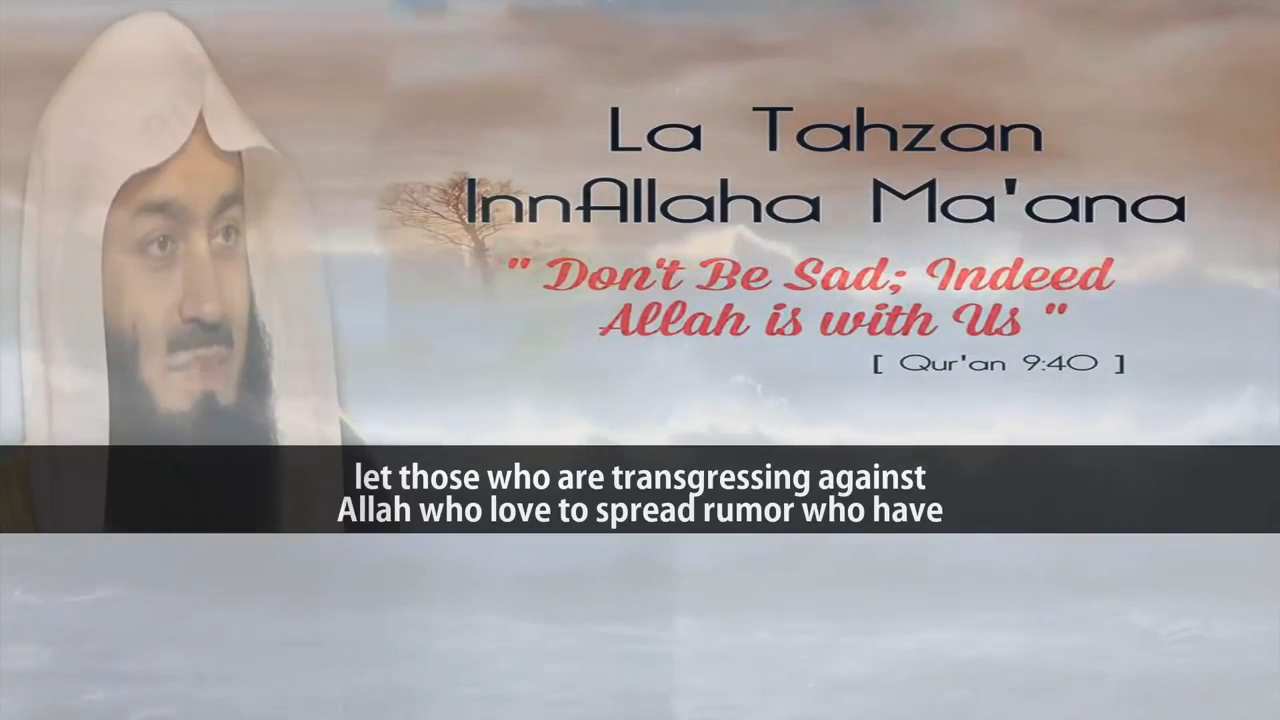 La Tahzan
InnAllaha Ma'ana
" Don't Be Sad; Indeed
Allah is with Us "
[ Qur'an 9:40 ]
let those who are transgressing against
Allah who love to spread rumor who have